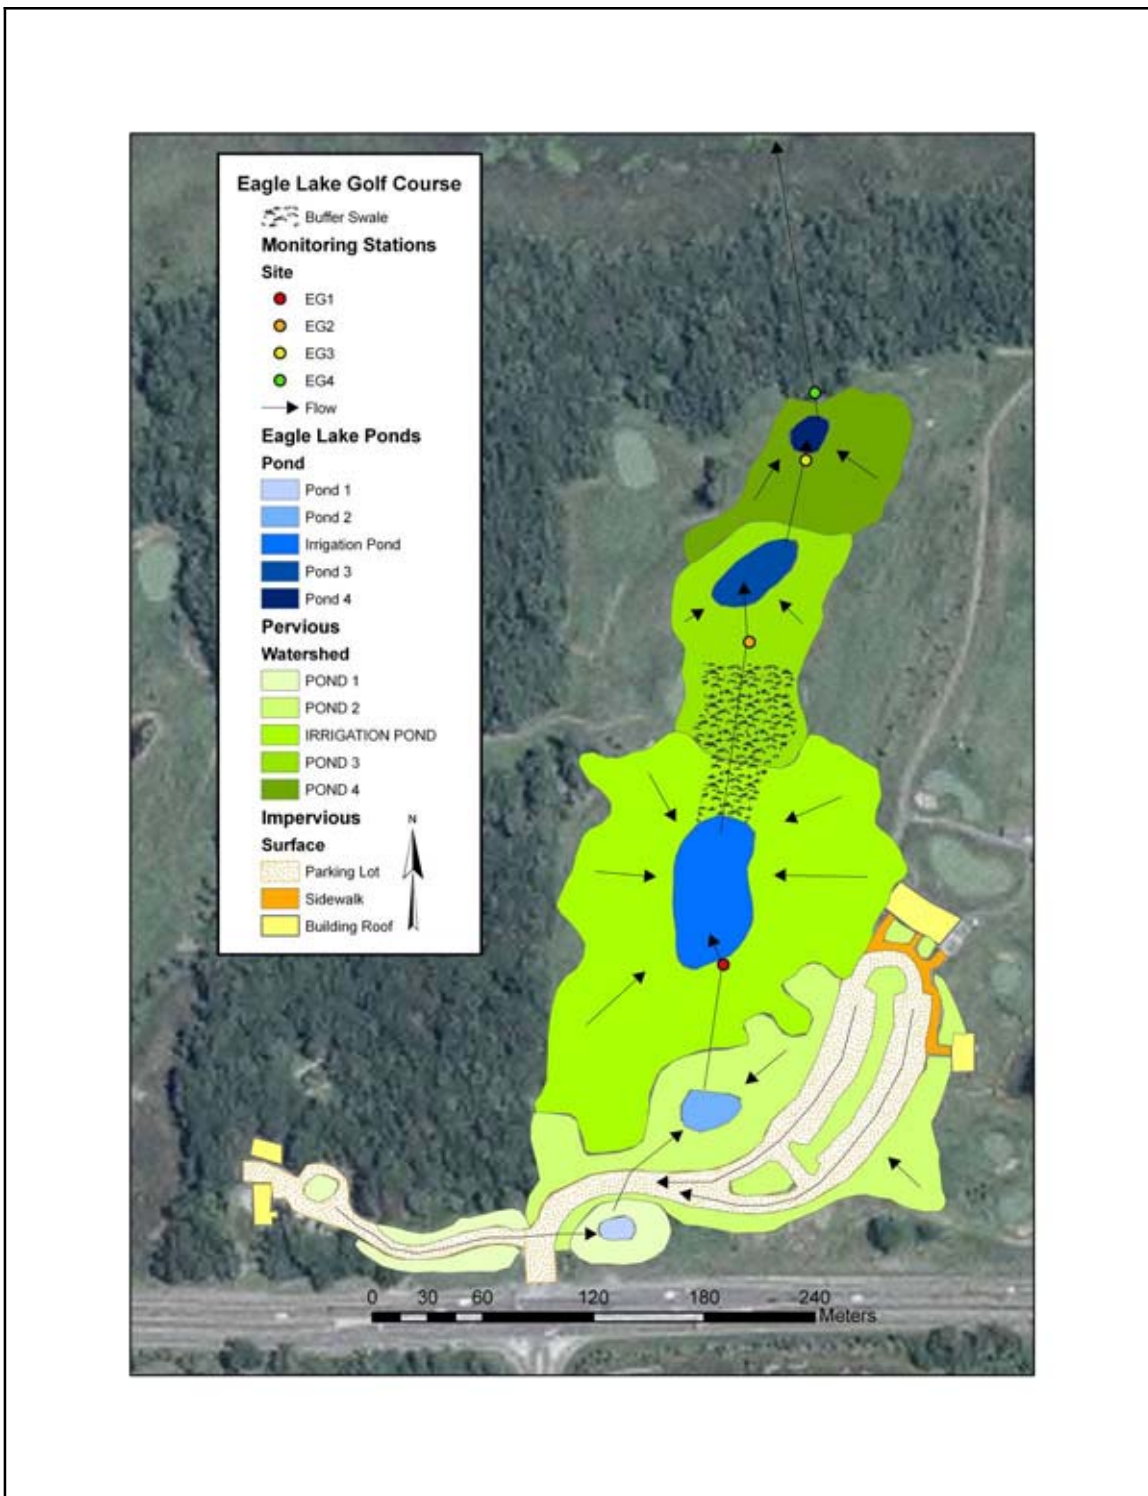 Eagle Lake Golf Course
Buffer Swale
Monitoring Stations
Site
EG1
EG2
EG3
EG4
Flow
Eagle Lake Ponds
Pond
Pond 1
Pond 2
Irrigation Pond
Pond 3
Pond 4
Pervious
Watershed
POND 1
POND 2
IRRIGATION POND
POND 3
POND 4
Impervious
N
Surface
Parking Lot
Sidewalk
Building Roof
0 30 60 120 180 240
Meters